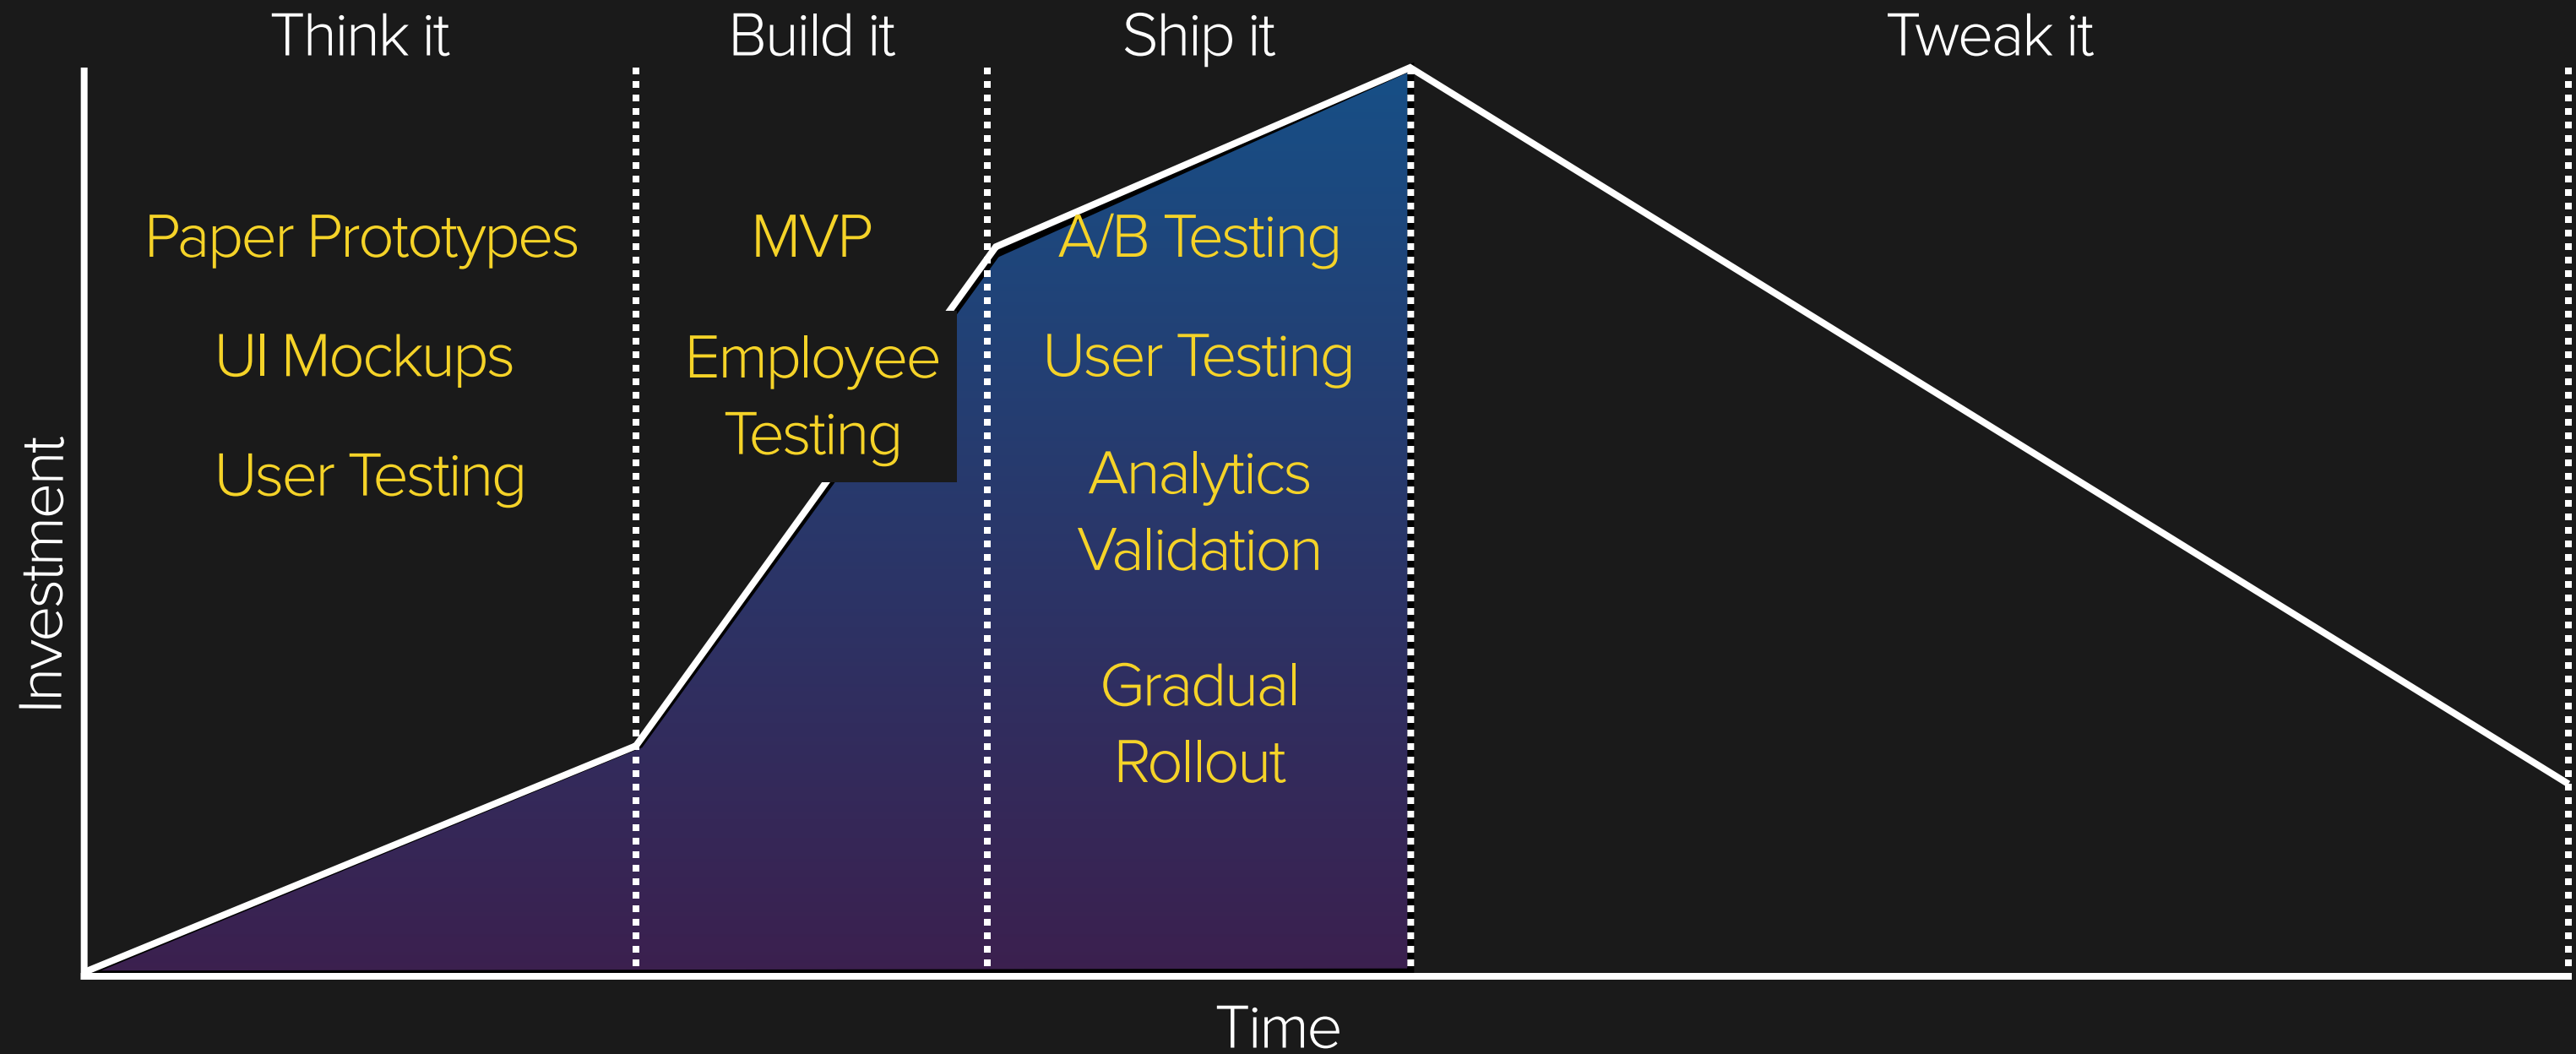 Think it
Build it
Ship it
Tweak it
Paper Prototypes
UI Mockups
User Testing
MVP
Employee
Testing
A/B Testing
User Testing
Analytics
Validation
Gradual
Rollout
Investment
Time